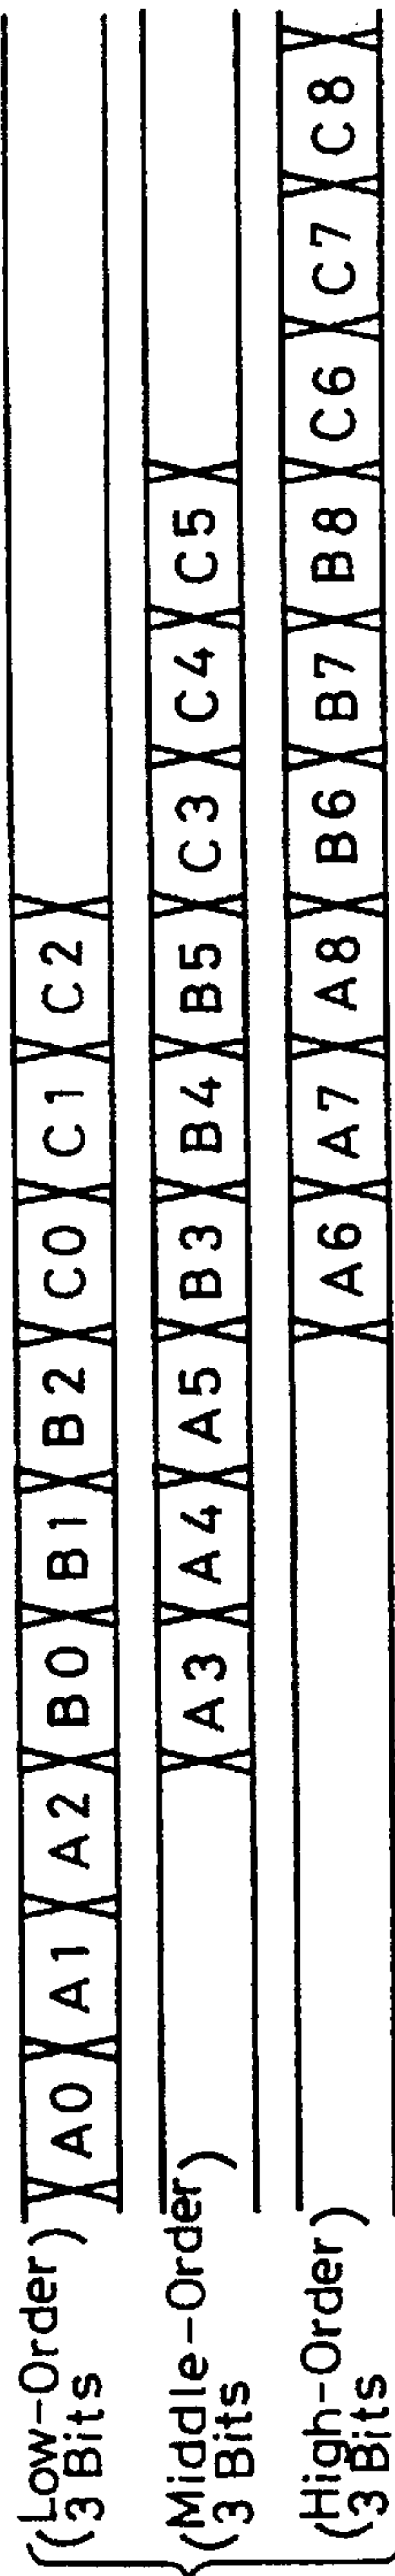 (Low-Order)
3 Bits
A0 A1 A2 B0 B1 B2 C0 C1 C2
(Middle-Order)
3 Bits
A3 A4 A5 B3 B4 B5 C3 C4 C5
(High-Order)
3 Bits
A6 A7 A8 B6 B7 B8 C6 C7 C8